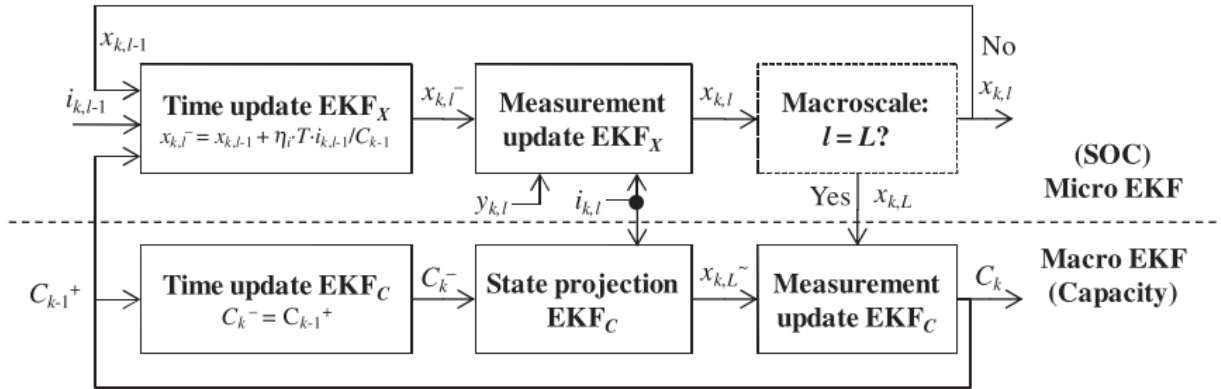 x_{k,l-1}
No
i_{k,l-1}
Time update EKF_X
x_{k,l}^- = x_{k,l-1} + η_i·T·i_{k,l-1}/C_{k-1}
x_{k,l}^-
Measurement
update EKF_X
x_{k,l}
Macroscale:
l = L?
x_{k,l}
(SOC)
Micro EKF
y_{k,l}
i_{k,l}
Yes
x_{k,L}
C_{k-1}^+
Time update EKF_C
C_k^- = C_{k-1}^+
C_k^-
State projection
EKF_C
x_{k,L}^~
Measurement
update EKF_C
C_k
Macro EKF
(Capacity)